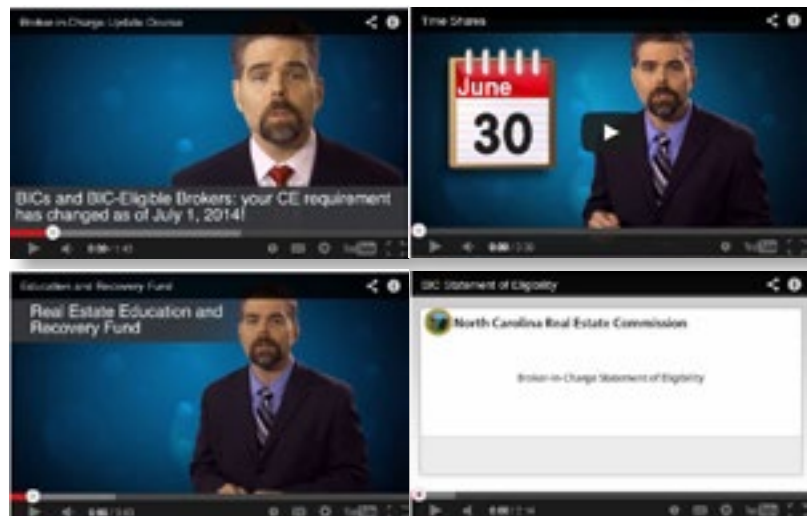 Broker-in-Charge Update Course
BICs and BIC-Eligible Brokers: your CE requirement
has changed as of July 1, 2014!
Time Shares
June
30
Education and Recovery Fund
Real Estate Education and
Recovery Fund
BIC Statement of Eligibility
North Carolina Real Estate Commission
Broker-in-Charge Statement of Eligibility